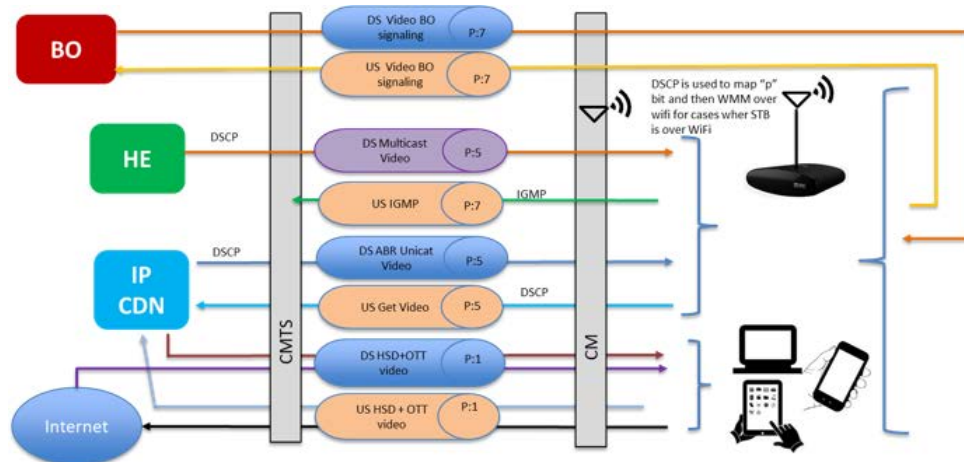 BO
DS Video BO
signaling
P:7
US Video BO
signaling
P:7
DSCP is used to map “p”
bit and then WMM over
wifi for cases wher STB
is over WiFi
HE
DSCP
DS Multicast
Video
P:5
US IGMP
P:7
IGMP
IP
CDN
DSCP
DS ABR Unicat
Video
P:5
US Get Video
P:5
DSCP
CMTS
CM
DS HSD+OTT
video
P:1
US HSD + OTT
video
P:1
Internet